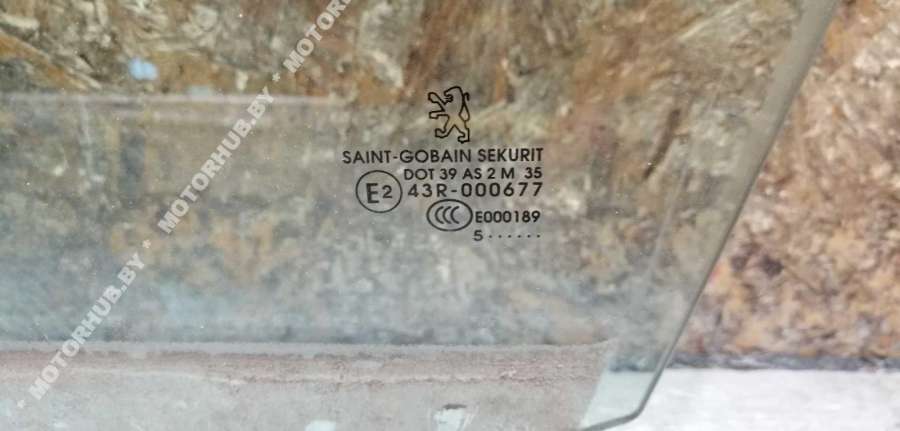 SAINT-GOBAIN SEKURIT
DOT 39 AS 2 M 35
E2 43R-000677
CCC E000189
5······
* MOTORHUB.BY * MOTORHUB.BY * MOTORHUB.BY